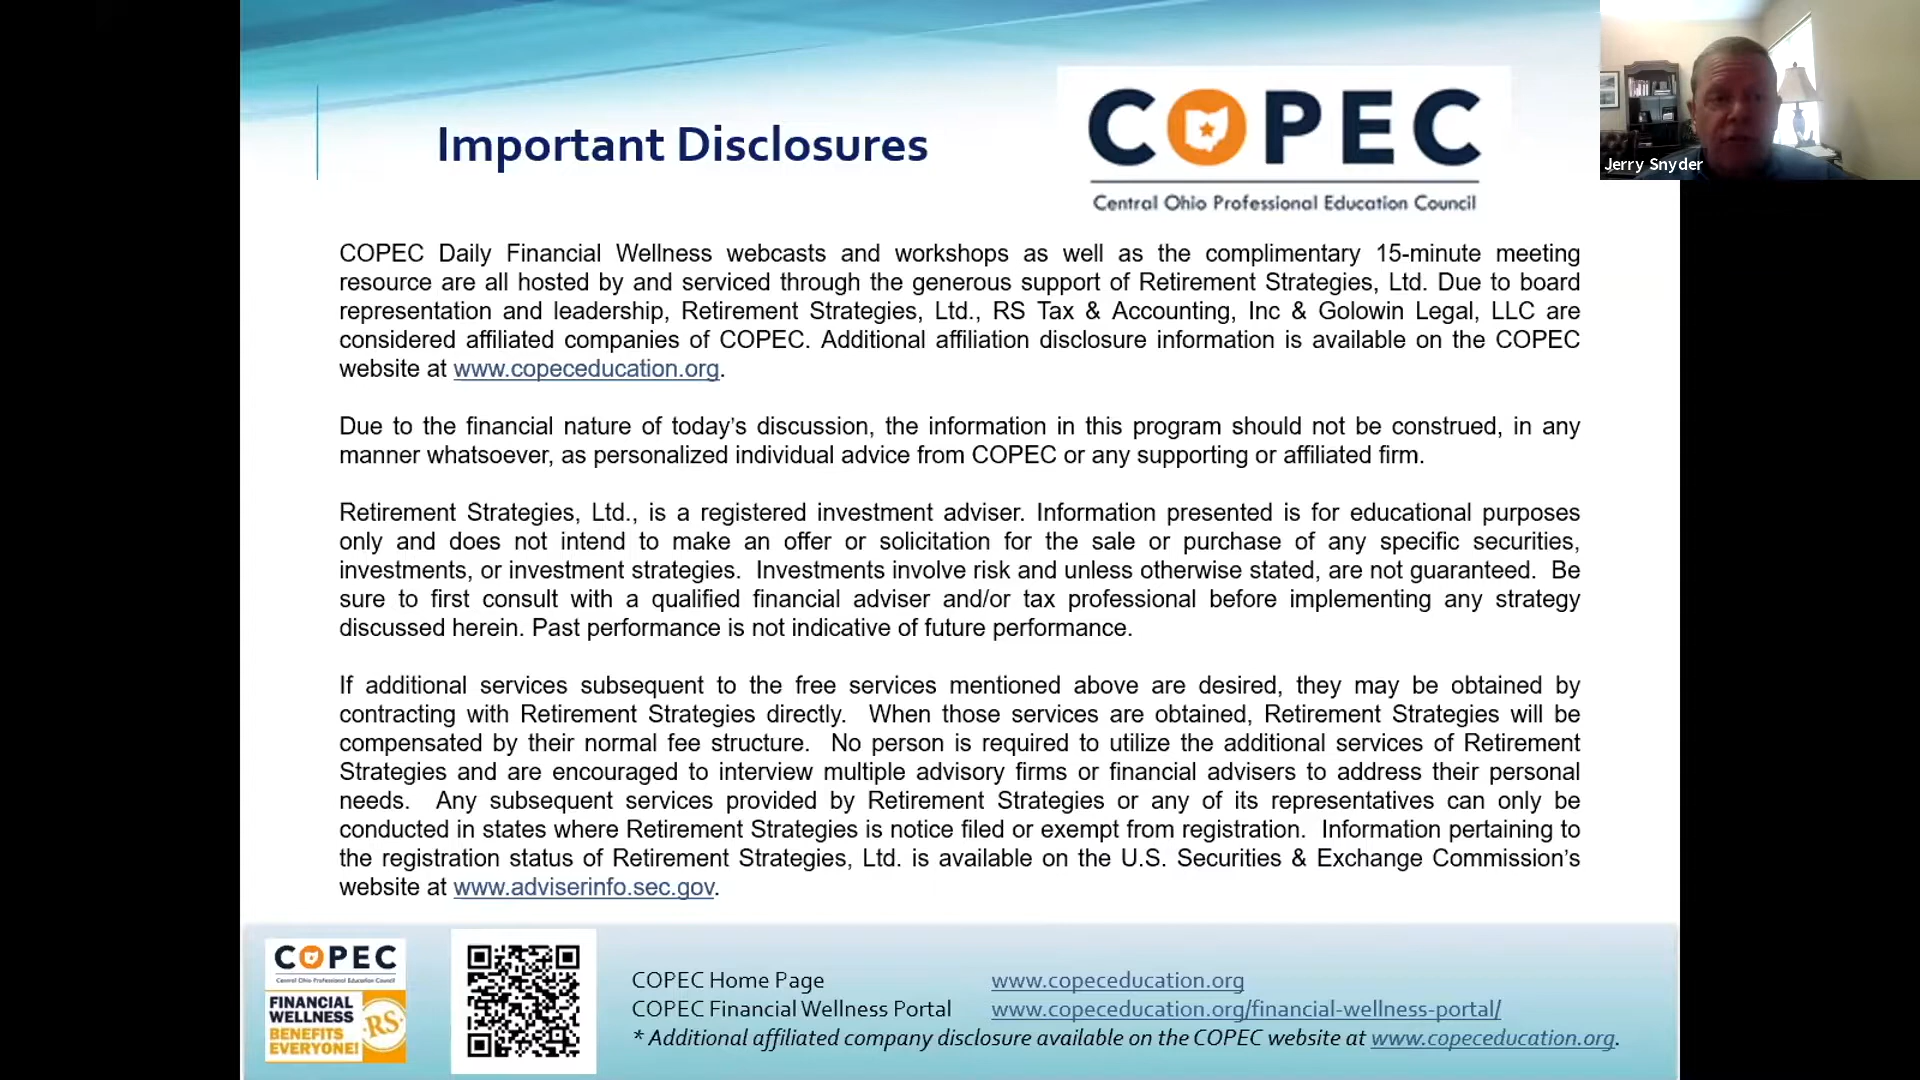 Important Disclosures
COPEC
Central Ohio Professional Education Council
Jerry Snyder
COPEC Daily Financial Wellness webcasts and workshops as well as the complimentary 15-minute meeting
resource are all hosted by and serviced through the generous support of Retirement Strategies, Ltd. Due to board
representation and leadership, Retirement Strategies, Ltd., RS Tax & Accounting, Inc & Golowin Legal, LLC are
considered affiliated companies of COPEC. Additional affiliation disclosure information is available on the COPEC
website at www.copeceducation.org.
Due to the financial nature of today’s discussion, the information in this program should not be construed, in any
manner whatsoever, as personalized individual advice from COPEC or any supporting or affiliated firm.
Retirement Strategies, Ltd., is a registered investment adviser. Information presented is for educational purposes
only and does not intend to make an offer or solicitation for the sale or purchase of any specific securities,
investments, or investment strategies.  Investments involve risk and unless otherwise stated, are not guaranteed.  Be
sure to first consult with a qualified financial adviser and/or tax professional before implementing any strategy
discussed herein. Past performance is not indicative of future performance.
If additional services subsequent to the free services mentioned above are desired, they may be obtained by
contracting with Retirement Strategies directly.  When those services are obtained, Retirement Strategies will be
compensated by their normal fee structure.  No person is required to utilize the additional services of Retirement
Strategies and are encouraged to interview multiple advisory firms or financial advisers to address their personal
needs.  Any subsequent services provided by Retirement Strategies or any of its representatives can only be
conducted in states where Retirement Strategies is notice filed or exempt from registration.  Information pertaining to
the registration status of Retirement Strategies, Ltd. is available on the U.S. Securities & Exchange Commission’s
website at www.adviserinfo.sec.gov.
COPEC
Central Ohio Professional Education Council
FINANCIAL
WELLNESS
BENEFITS
EVERYONE!
RS
COPEC Home Page www.copeceducation.org
COPEC Financial Wellness Portal www.copeceducation.org/financial-wellness-portal/
* Additional affiliated company disclosure available on the COPEC website at www.copeceducation.org.